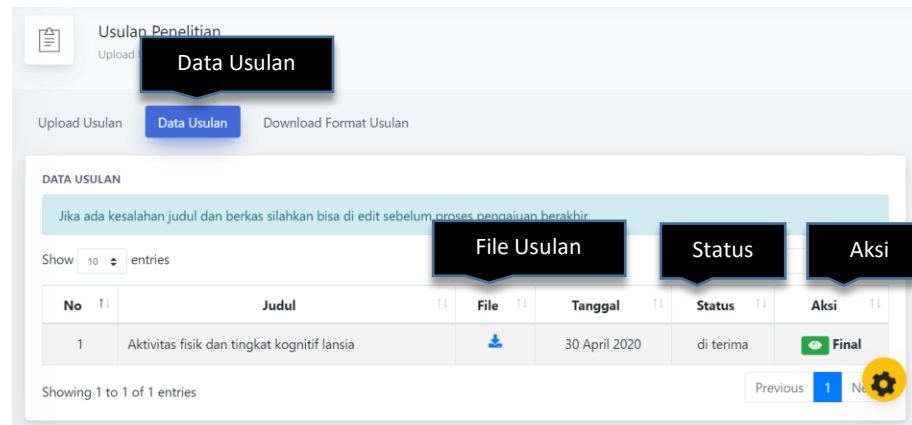 Usulan Penelitian
Upload
Data Usulan
Upload Usulan Data Usulan Download Format Usulan
DATA USULAN
Jika ada kesalahan judul dan berkas silahkan bisa di edit sebelum proses pengajuan berakhir
File Usulan Status Aksi
Show 10 entries
No Judul File Tanggal Status Aksi
1 Aktivitas fisik dan tingkat kognitif lansia 30 April 2020 di terima Final
Showing 1 to 1 of 1 entries
Previous 1